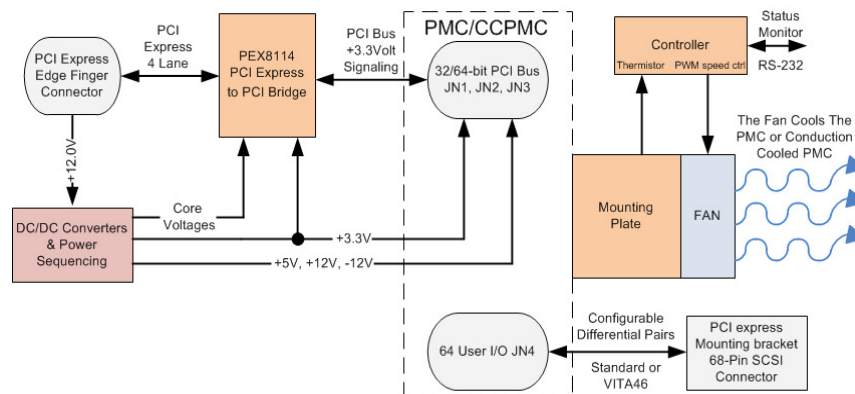 PCI Express
Edge Finger
Connector
PCI
Express
4 Lane
PEX8114
PCI Express
to PCI Bridge
PCI Bus
+3.3Volt
Signaling
PMC/CCPMC
32/64-bit PCI Bus
JN1, JN2, JN3
Controller
Thermistor PWM speed ctrl
Status
Monitor
RS-232
The Fan Cools The
PMC or Conduction
Cooled PMC
+12.0V
DC/DC Converters
& Power
Sequencing
Core
Voltages
+3.3V
+5V, +12V, -12V
Mounting
Plate
FAN
64 User I/O JN4
Configurable
Differential Pairs
Standard or
VITA46
PCI express
Mounting bracket
68-Pin SCSI
Connector